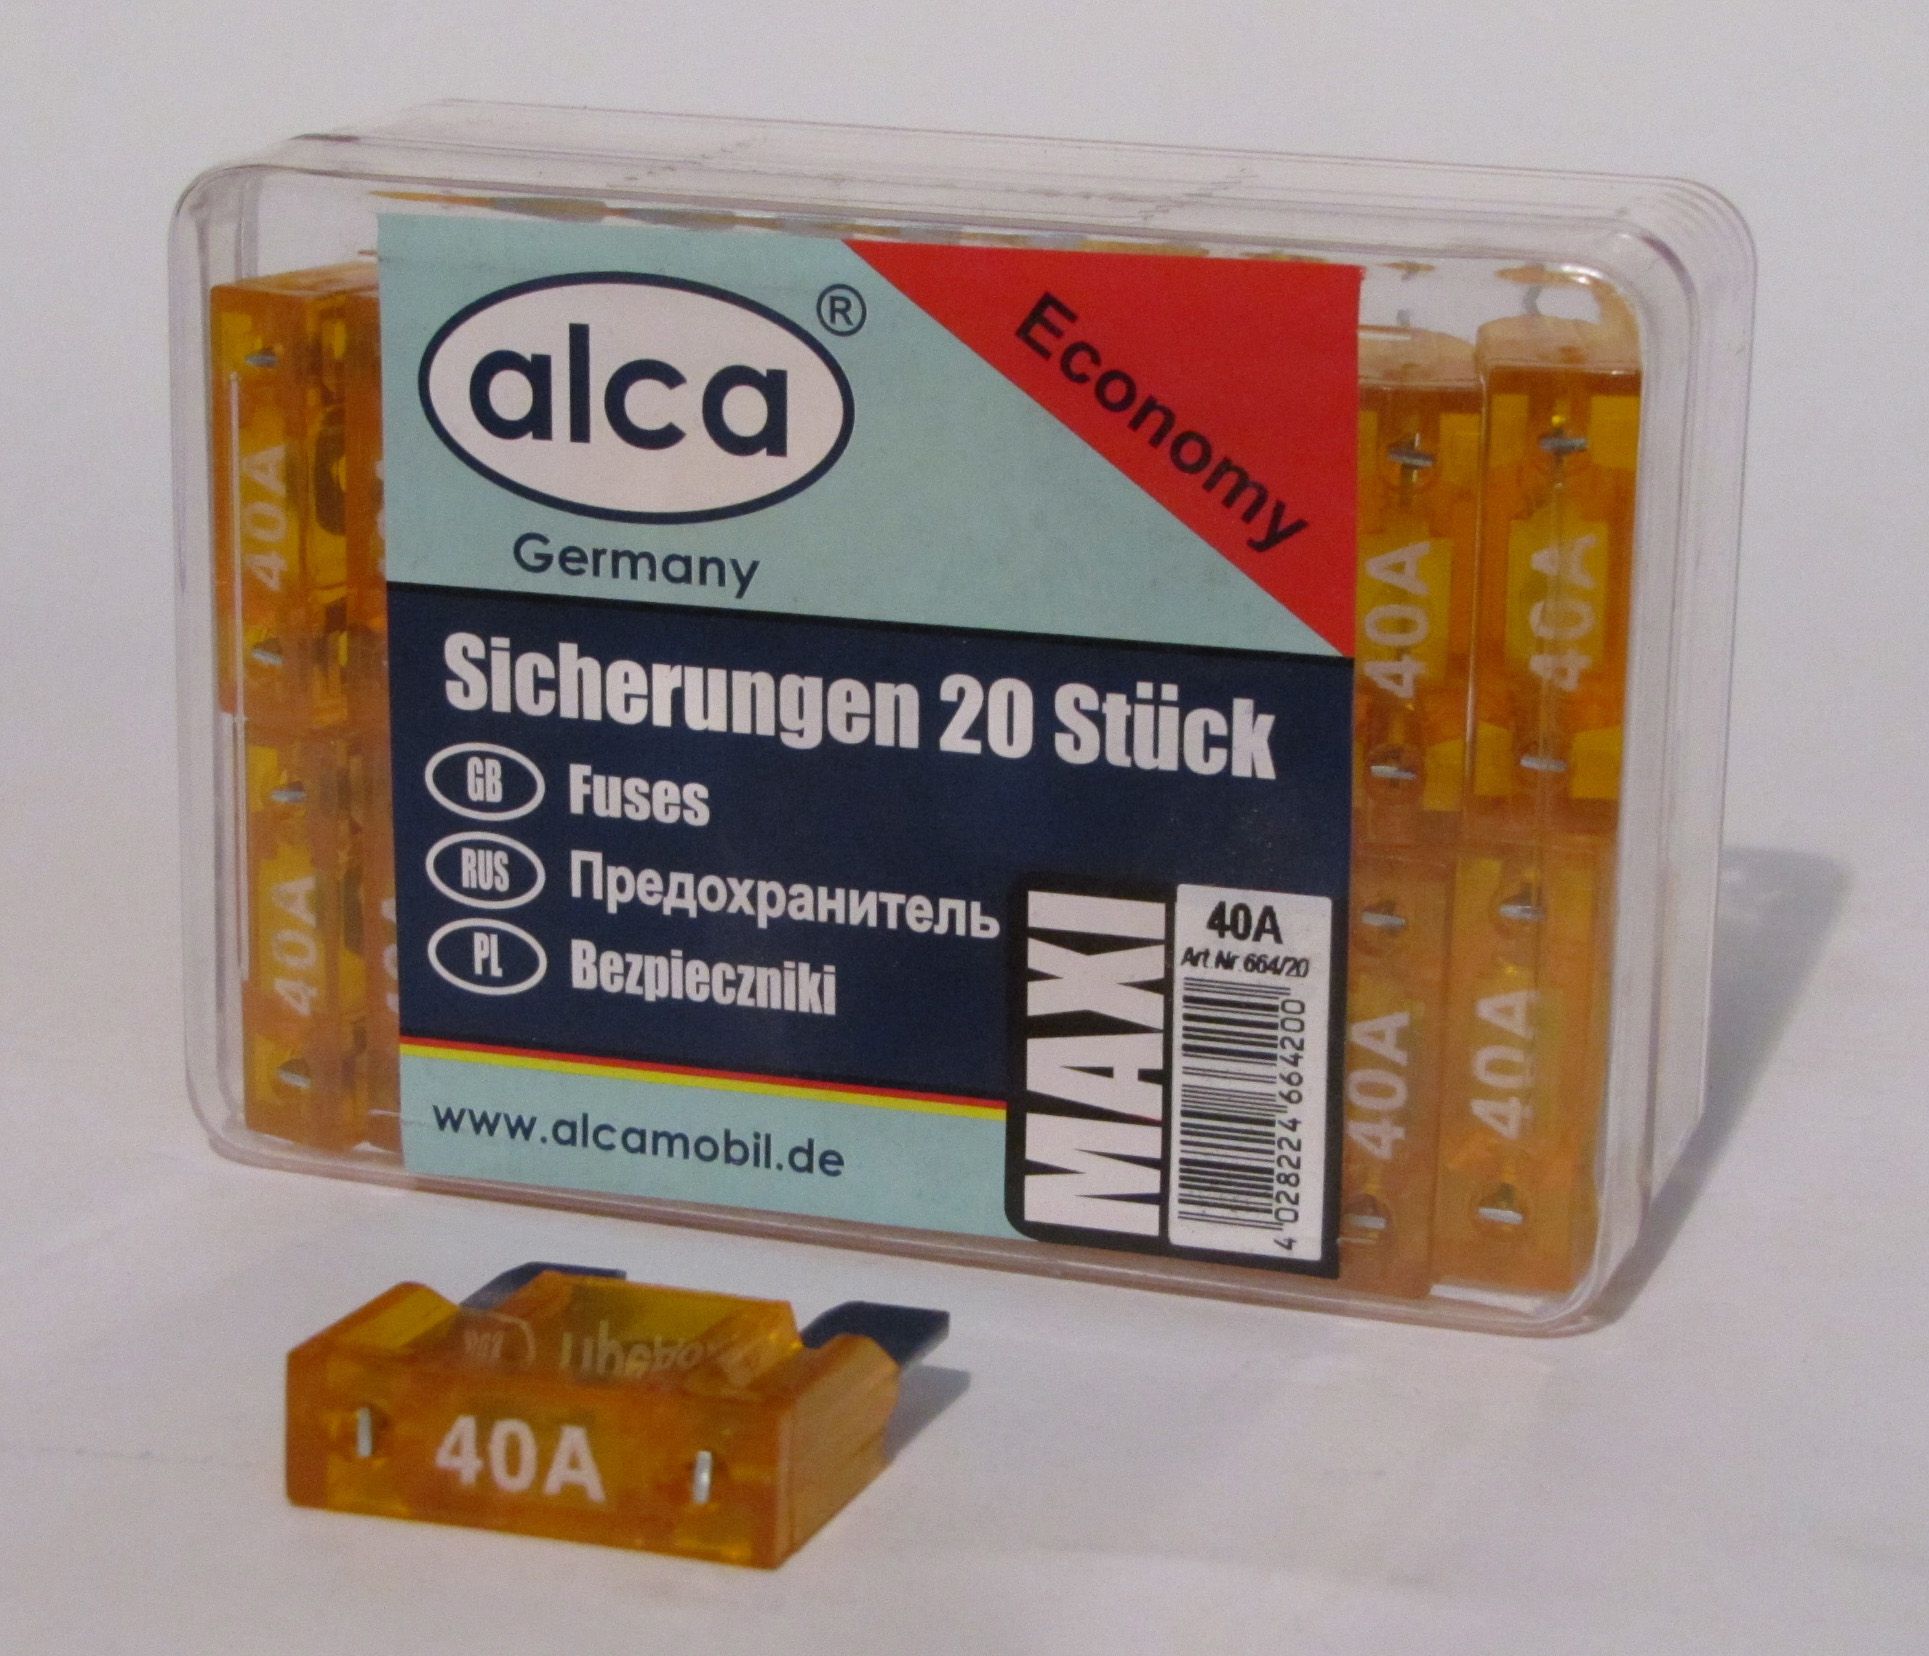 alca®
Germany
Economy
Sicherungen 20 Stück
GB Fuses
RUS Предохранитель
PL Bezpieczniki
MAXI
40A
Art.Nr.664/20
4 028224 664200
www.alcamobil.de
40A
40A
40A
40A
40A
40A
40A